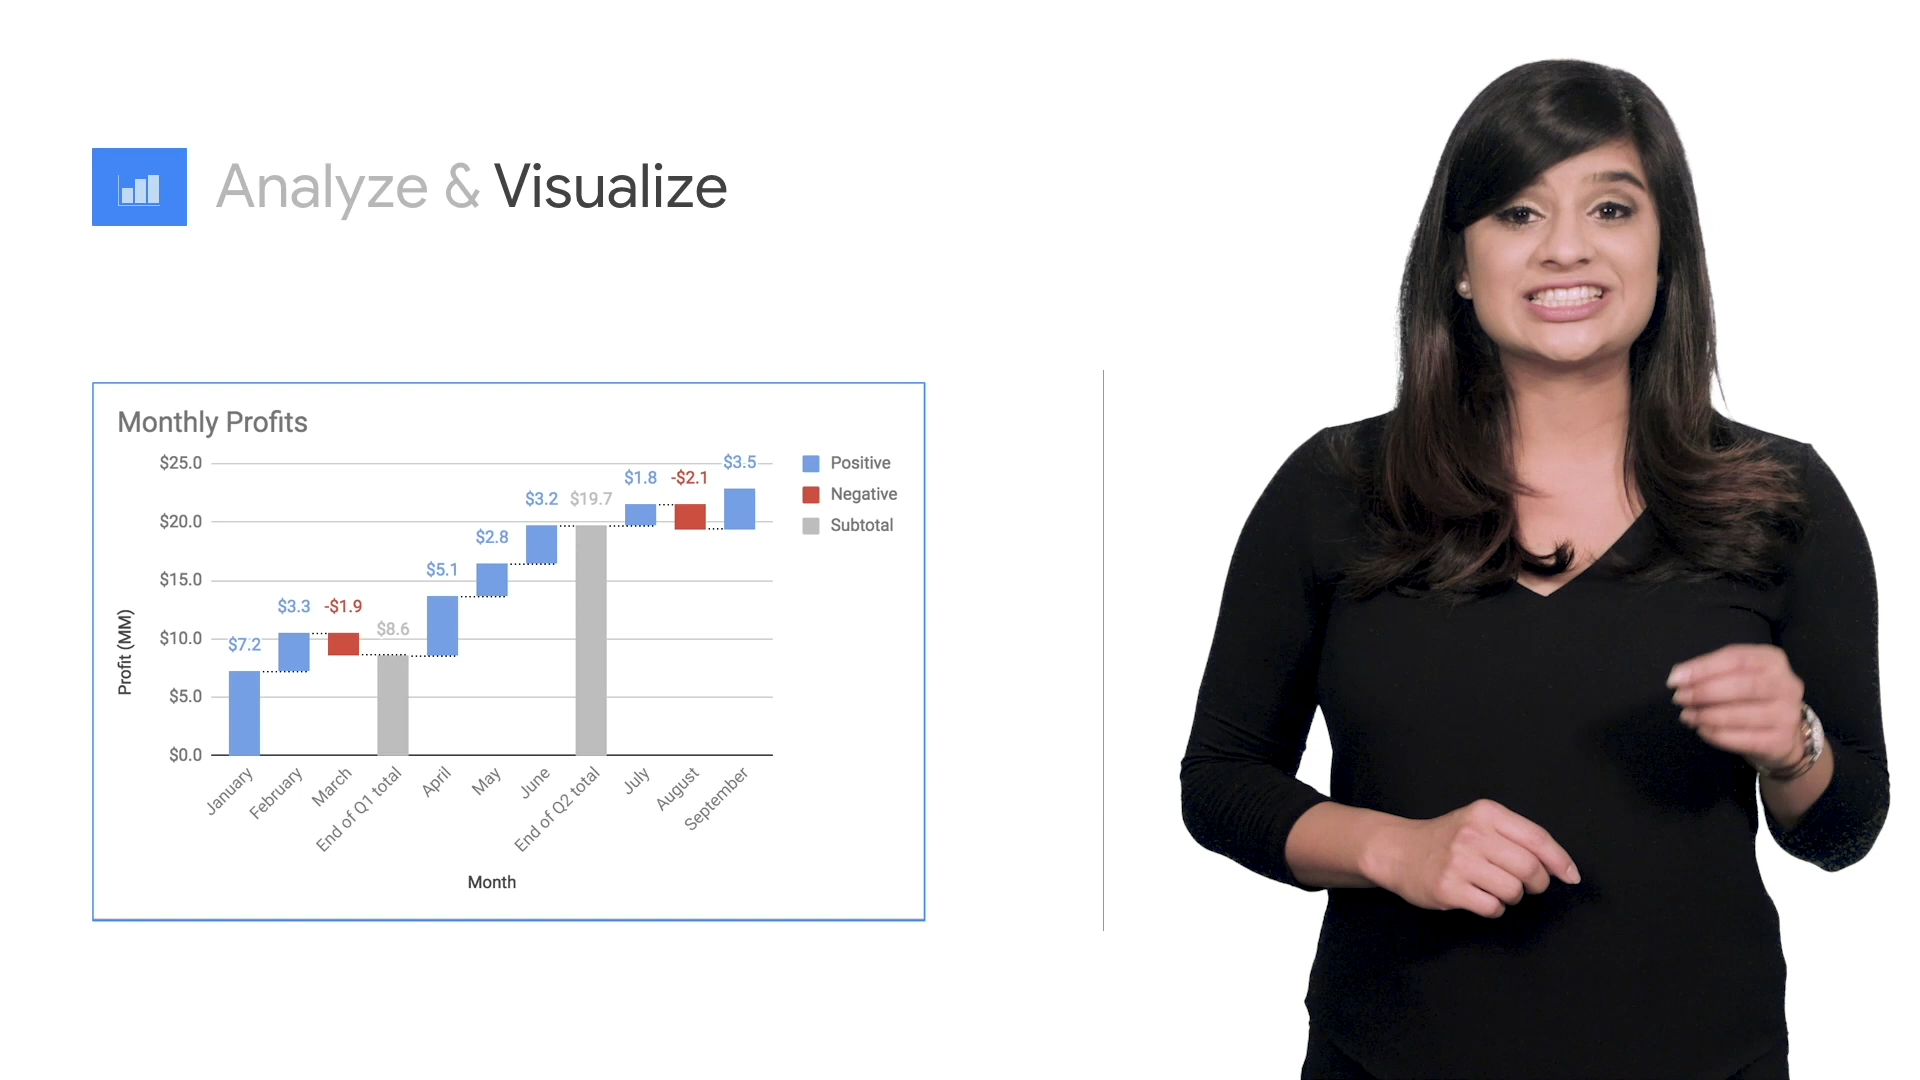 Analyze & Visualize
Monthly Profits
$25.0
$20.0
$15.0
$10.0
$5.0
$0.0
Profit (MM)
$7.2
$3.3
-$1.9
$8.6
$5.1
$2.8
$3.2
$19.7
$1.8
-$2.1
$3.5
Positive
Negative
Subtotal
January
February
March
End of Q1 total
April
May
June
End of Q2 total
July
August
September
Month